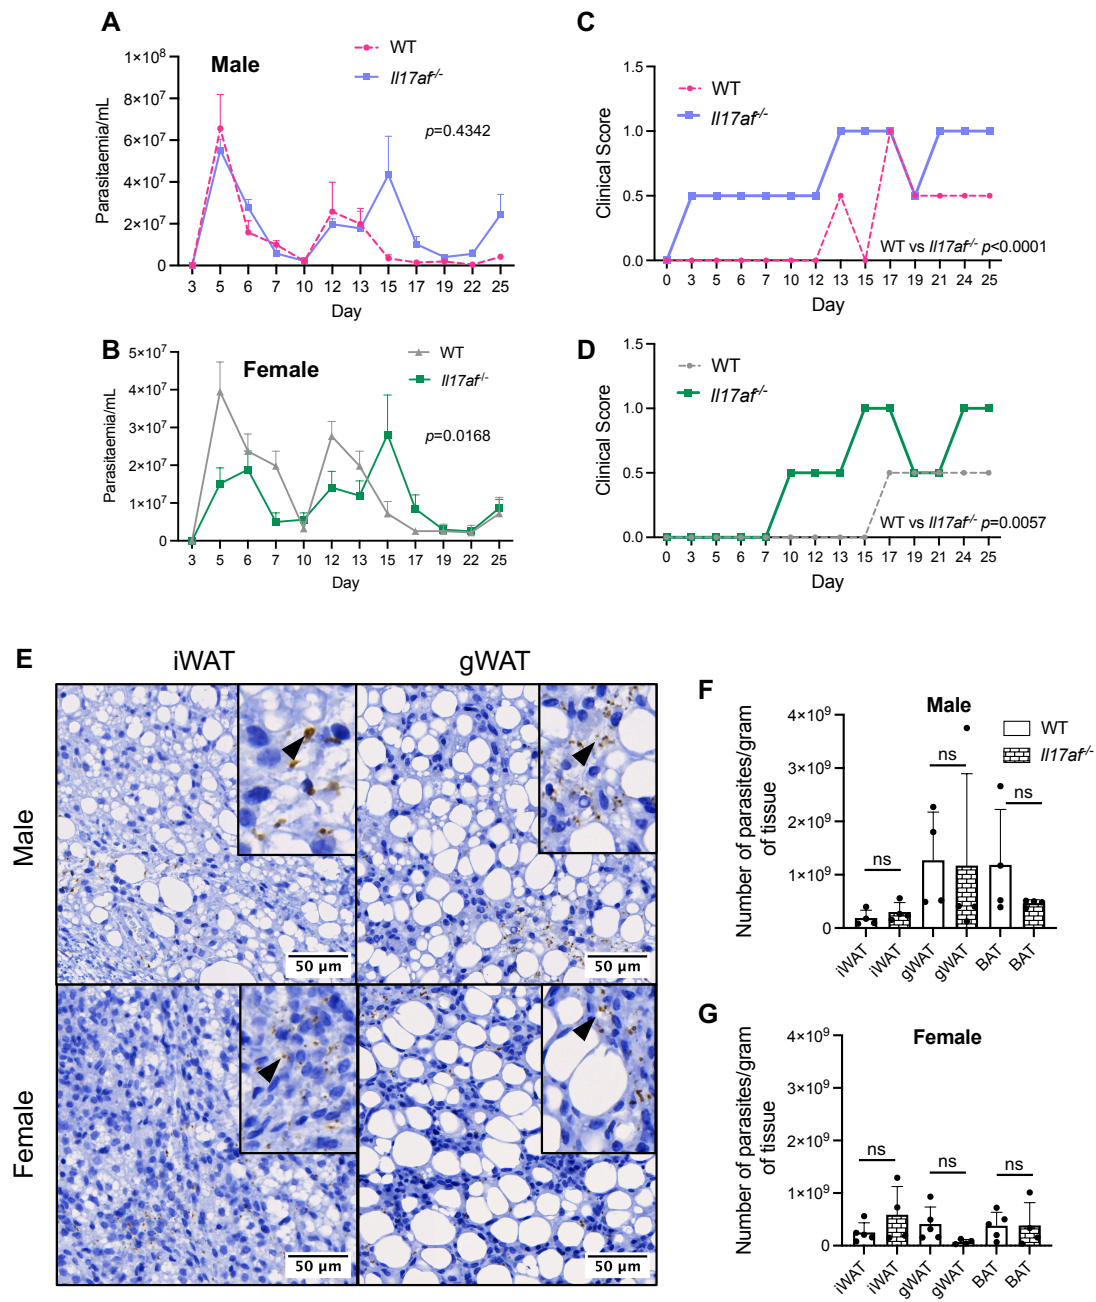 A
Male
WT
Il17af-/-
p=0.4342
Parasitaemia/mL
1×10⁸
8×10⁷
6×10⁷
4×10⁷
2×10⁷
0
3 5 6 7 10 12 13 15 17 19 22 25
Day
B
Female
WT
Il17af-/-
p=0.0168
Parasitaemia/mL
5×10⁷
4×10⁷
3×10⁷
2×10⁷
1×10⁷
0
3 5 6 7 10 12 13 15 17 19 22 25
Day
C
WT
Il17af-/-
Clinical Score
1.5
1.0
0.5
0.0
WT vs Il17af-/- p<0.0001
0 3 5 6 7 10 12 13 15 17 19 21 24 25
Day
D
WT
Il17af-/-
Clinical Score
1.5
1.0
0.5
0.0
WT vs Il17af-/- p=0.0057
0 3 5 6 7 10 12 13 15 17 19 21 24 25
Day
E
iWAT gWAT
Male
50 µm 50 µm
Female
50 µm 50 µm
F
Male
WT
Il17af-/-
Number of parasites/gram
of tissue
4×10⁹
3×10⁹
2×10⁹
1×10⁹
0
ns ns ns
iWAT iWAT gWAT gWAT BAT BAT
G
Female
Number of parasites/gram
of tissue
4×10⁹
3×10⁹
2×10⁹
1×10⁹
0
ns ns ns
iWAT iWAT gWAT gWAT BAT BAT